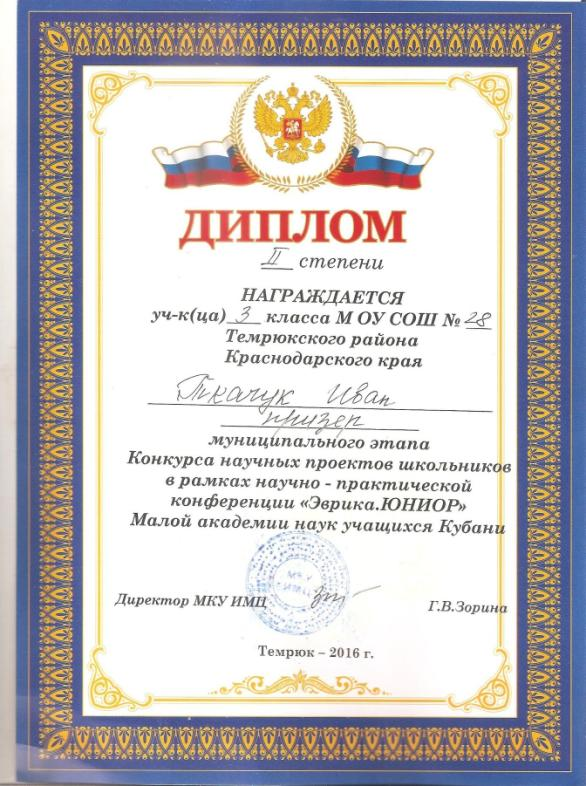 ДИПЛОМ
II степени
НАГРАЖДАЕТСЯ
уч-к(ца) 3 класса М ОУ СОШ № 28
Темрюкского района
Краснодарского края
Ткачук Иван
призер
муниципального этапа
Конкурса научных проектов школьников
в рамках научно - практической
конференции «Эврика.ЮНИОР»
Малой академии наук учащихся Кубани
МКУ
ИМЦ
Директор МКУ ИМЦ Г.В.Зорина
Темрюк – 2016 г.